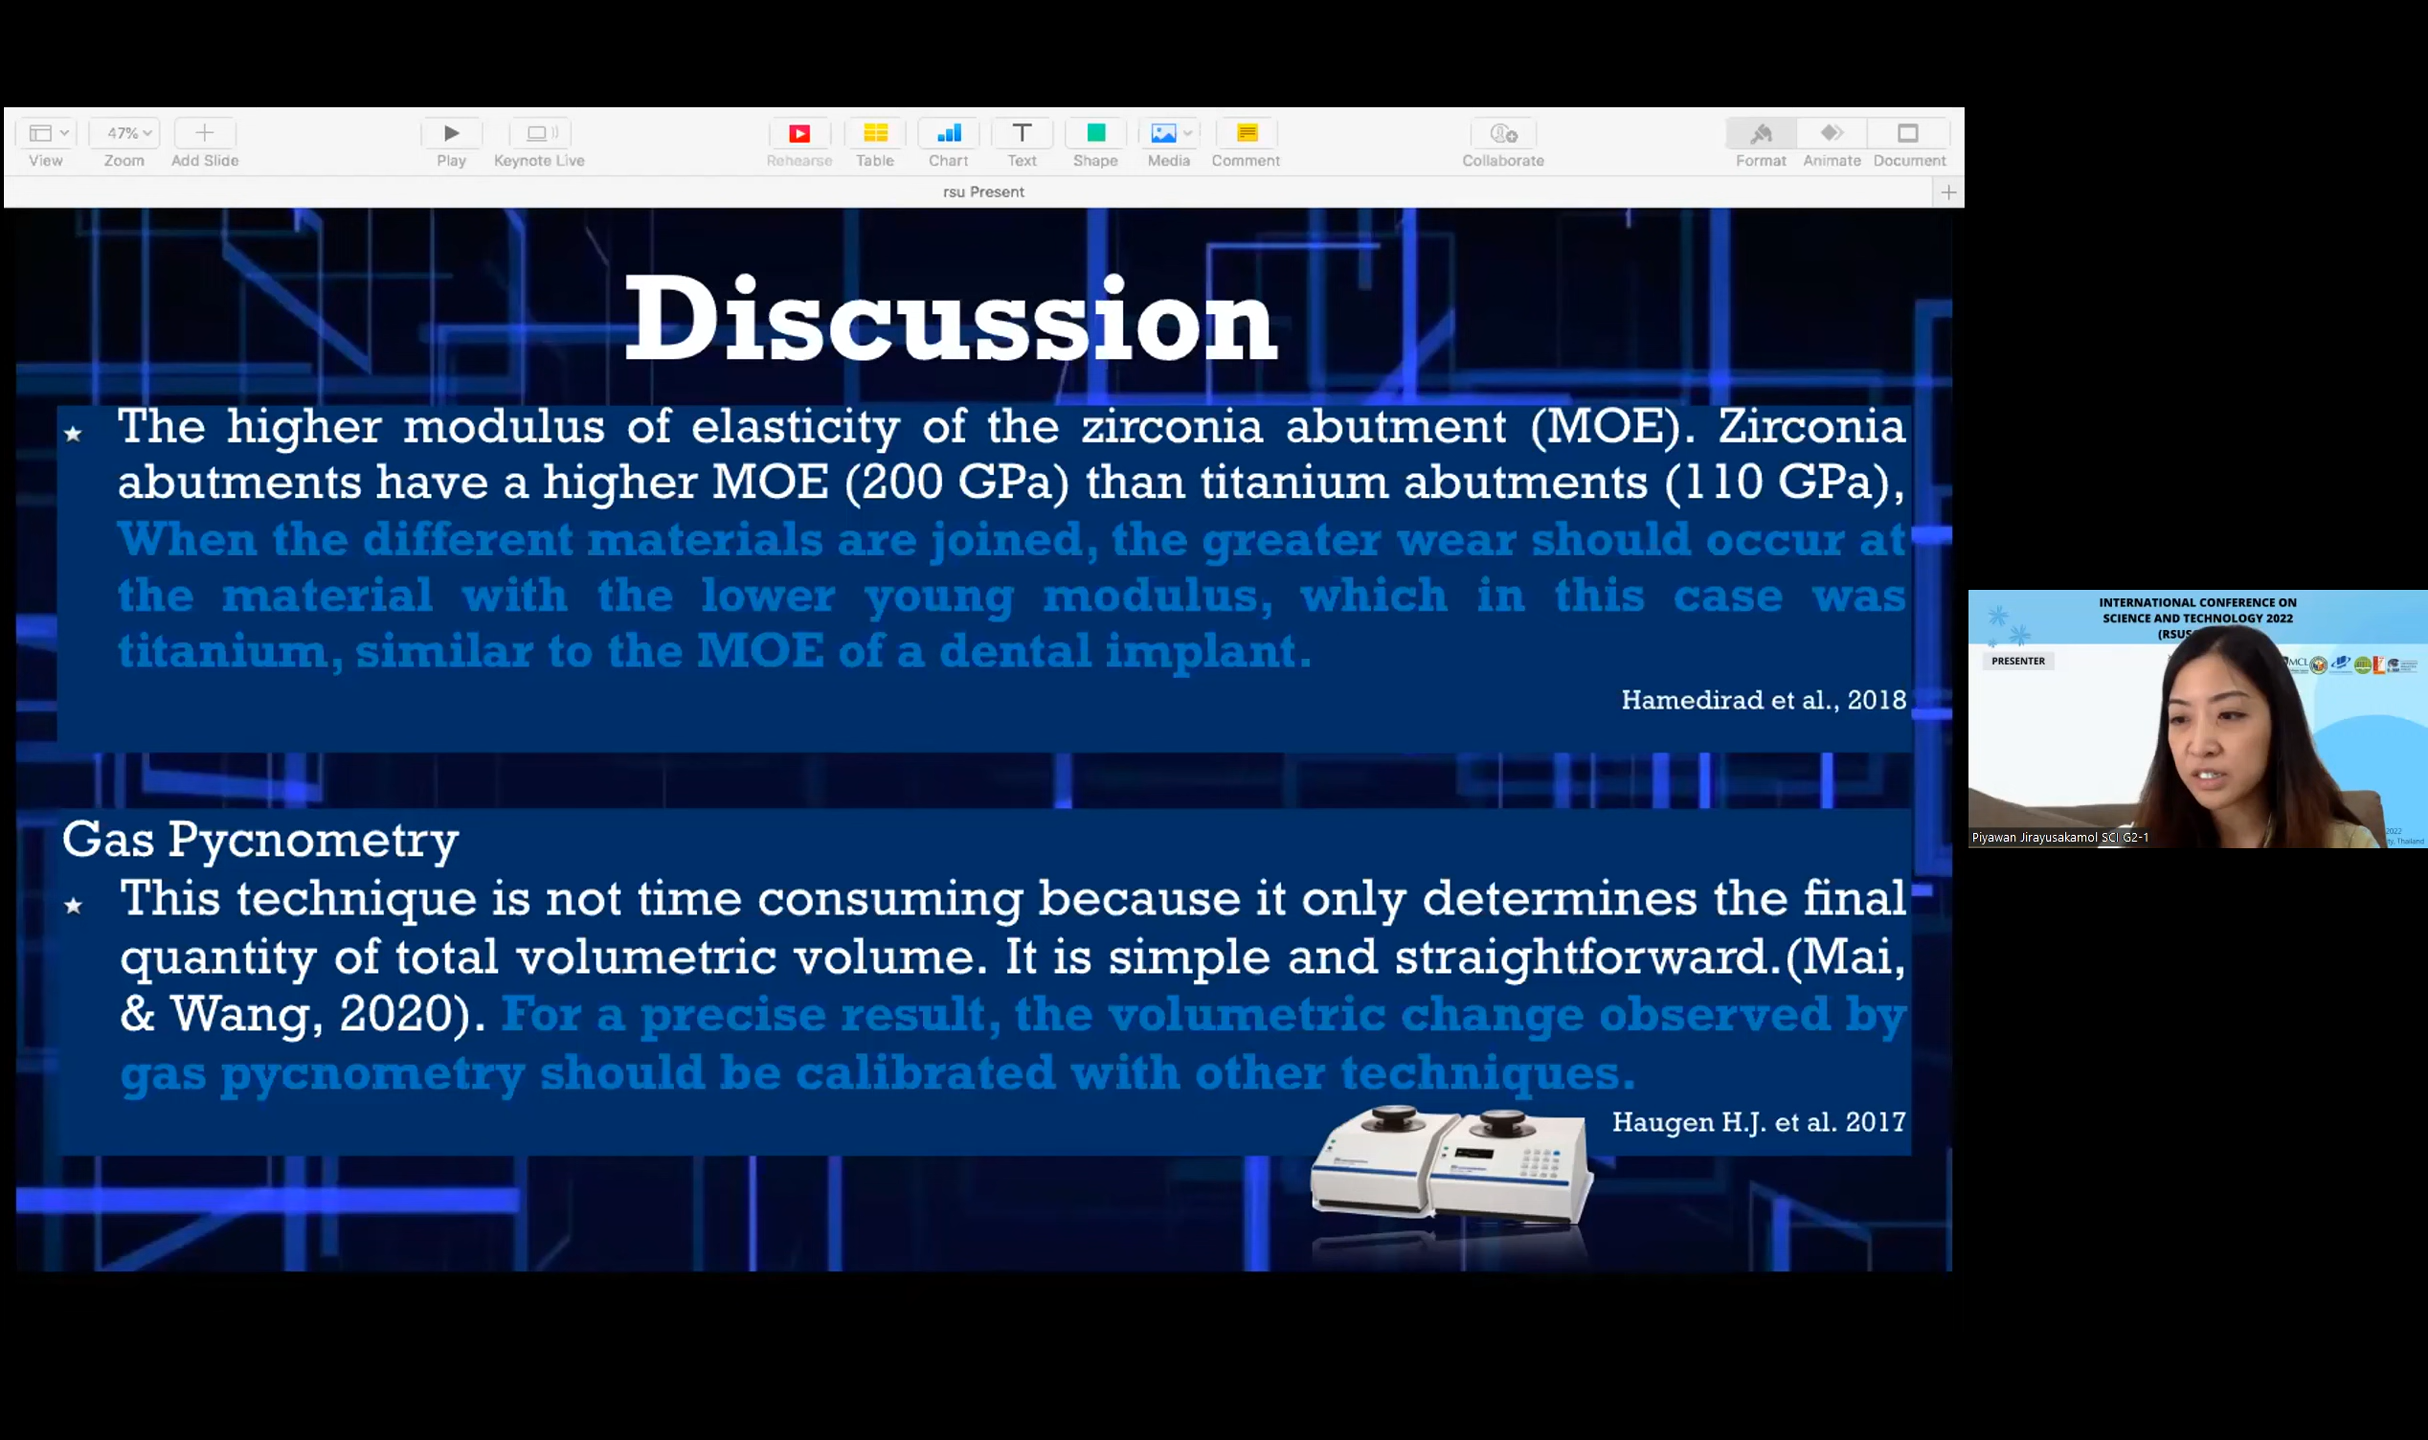 47%
View
Zoom
Add Slide
Play
Keynote Live
Rehearse
Table
Chart
Text
Shape
Media
Comment
Collaborate
Format
Animate
Document
rsu Present
Discussion
The higher modulus of elasticity of the zirconia abutment (MOE). Zirconia
abutments have a higher MOE (200 GPa) than titanium abutments (110 GPa),
When the different materials are joined, the greater wear should occur at
the material with the lower young modulus, which in this case was
titanium, similar to the MOE of a dental implant.
Hamedirad et al., 2018
Gas Pycnometry
This technique is not time consuming because it only determines the final
quantity of total volumetric volume. It is simple and straightforward.(Mai,
& Wang, 2020). For a precise result, the volumetric change observed by
gas pycnometry should be calibrated with other techniques.
Haugen H.J. et al. 2017
INTERNATIONAL CONFERENCE ON
SCIENCE AND TECHNOLOGY 2022
(RSUS
PRESENTER
MCL
Piyawan Jirayusakamol SCI G2-1
2022
Thailand